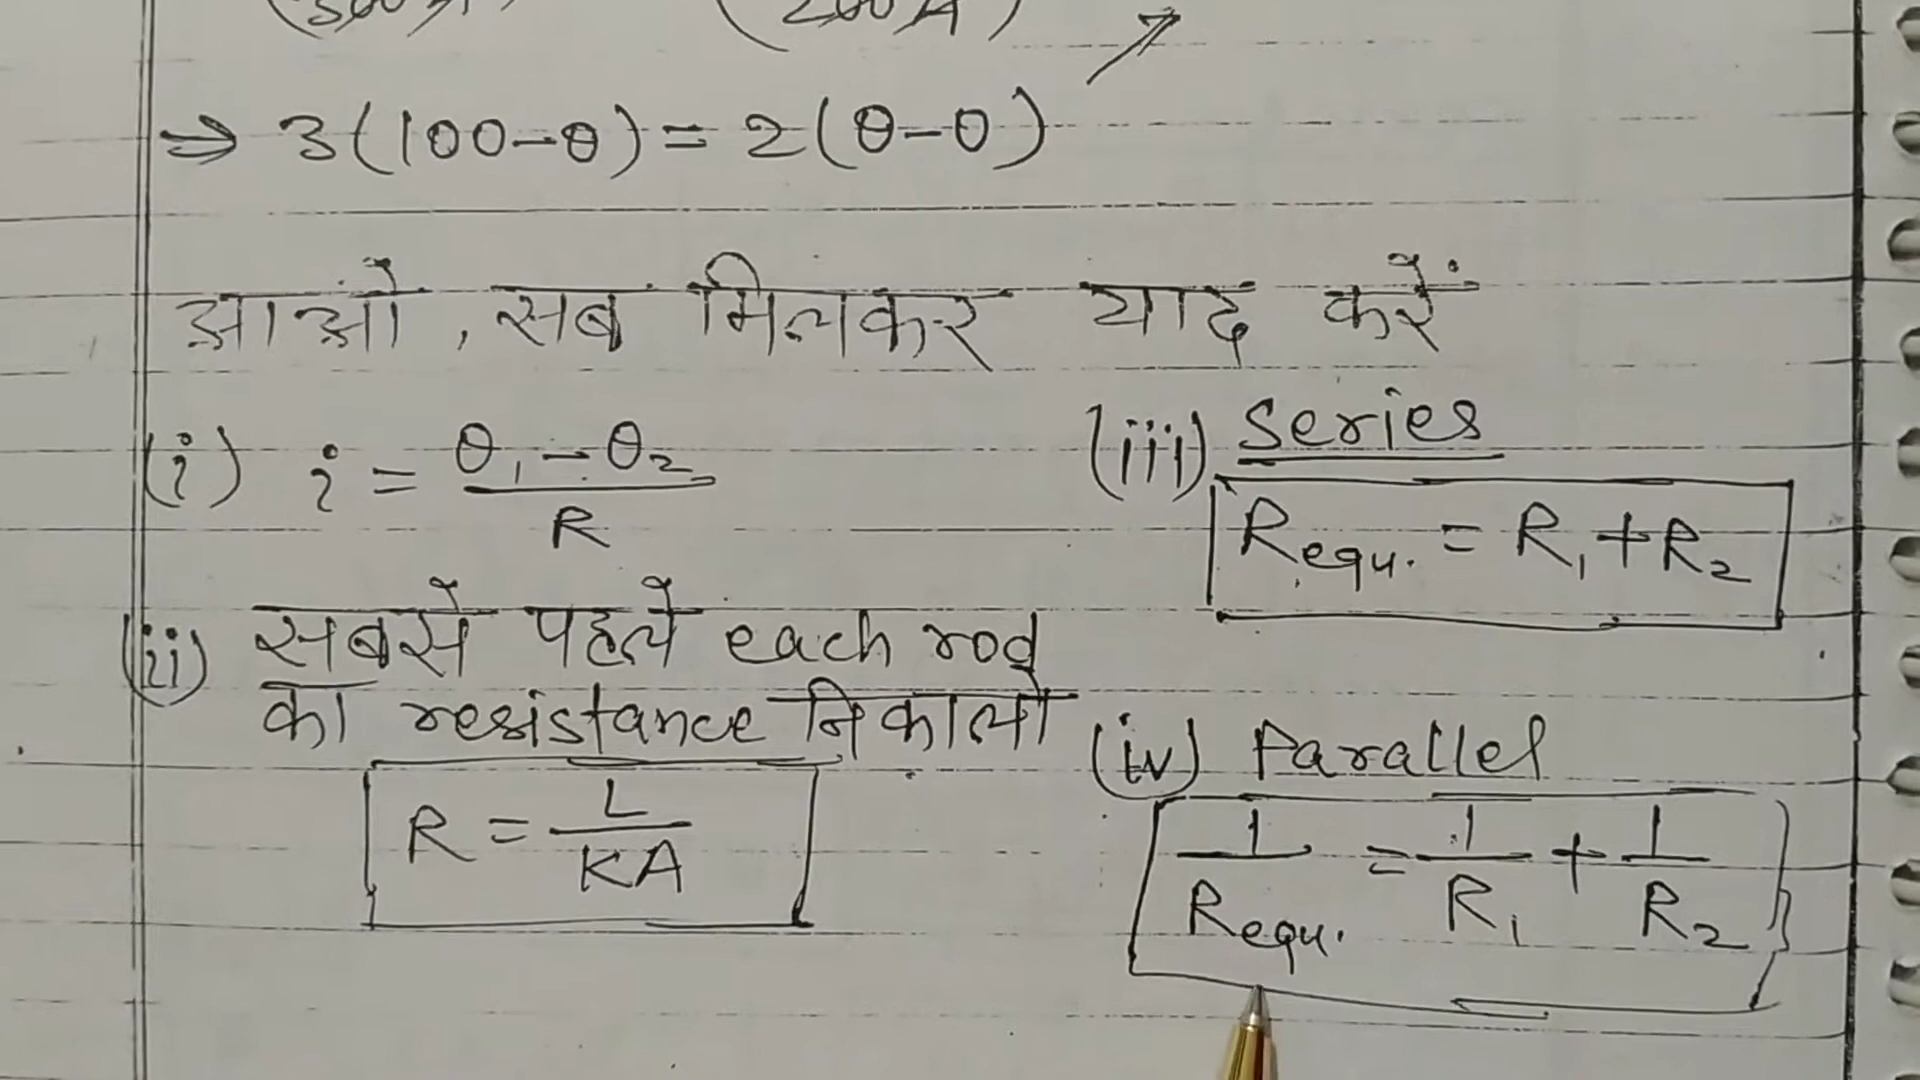 ⇒ 3(100-θ) = 2(θ-0)
आओ, सब मिलकर याद करें
(i) i = θ₁-θ₂/R
(ii) सबसे पहले each rod
का resistance निकालो
R = L/KA
(iii) Series
Requ. = R₁+R₂
(iv) Parallel
1/Requ. = 1/R₁ + 1/R₂